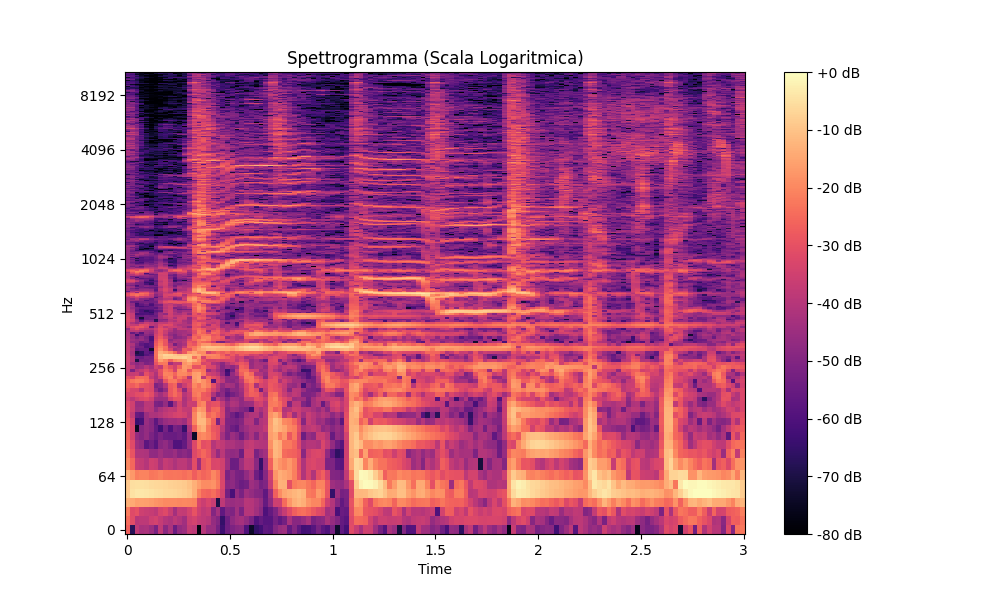 Spettrogramma (Scala Logaritmica)
Hz
8192
4096
2048
1024
512
256
128
64
0
0
0.5
1
1.5
2
2.5
3
Time
+0 dB
-10 dB
-20 dB
-30 dB
-40 dB
-50 dB
-60 dB
-70 dB
-80 dB